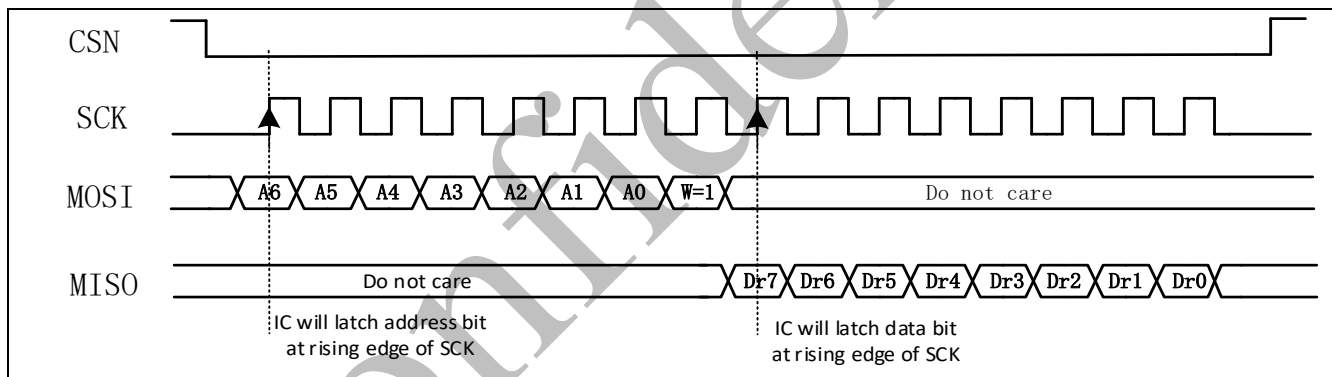 CSN
SCK
MOSI
A6 A5 A4 A3 A2 A1 A0 W=1 Do not care
MISO
Do not care Dr7 Dr6 Dr5 Dr4 Dr3 Dr2 Dr1 Dr0
IC will latch address bit
at rising edge of SCK
IC will latch data bit
at rising edge of SCK